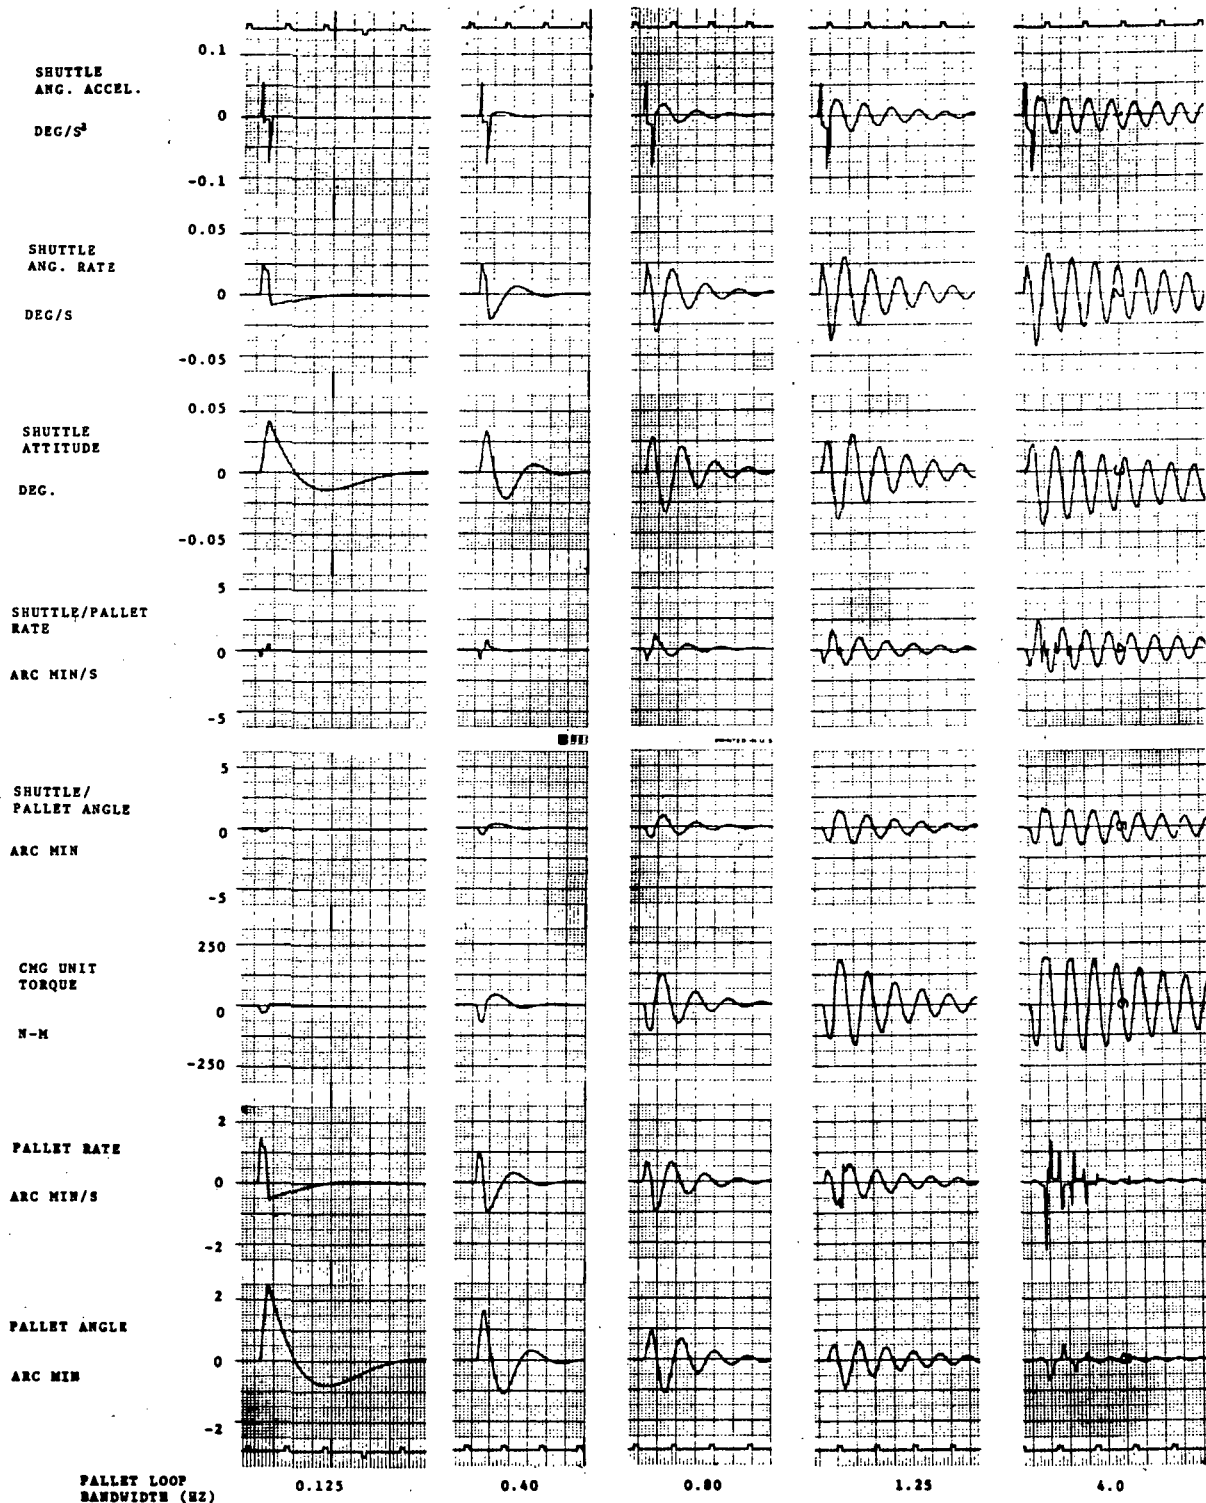 0.1
SHUTTLE
ANG. ACCEL.
0
DEG/S²
-0.1
0.05
SHUTTLE
ANG. RATE
0
DEG/S
-0.05
0.05
SHUTTLE
ATTITUDE
0
DEG.
-0.05
5
SHUTTLE/PALLET
RATE
0
ARC MIN/S
-5
5
SHUTTLE/
PALLET ANGLE
0
ARC MIN
-5
250
CMG UNIT
TORQUE
0
N-M
-250
2
PALLET RATE
0
ARC MIN/S
-2
2
PALLET ANGLE
0
ARC MIN
-2
PALLET LOOP
BANDWIDTH (HZ) 0.125 0.40 0.80 1.25 4.0